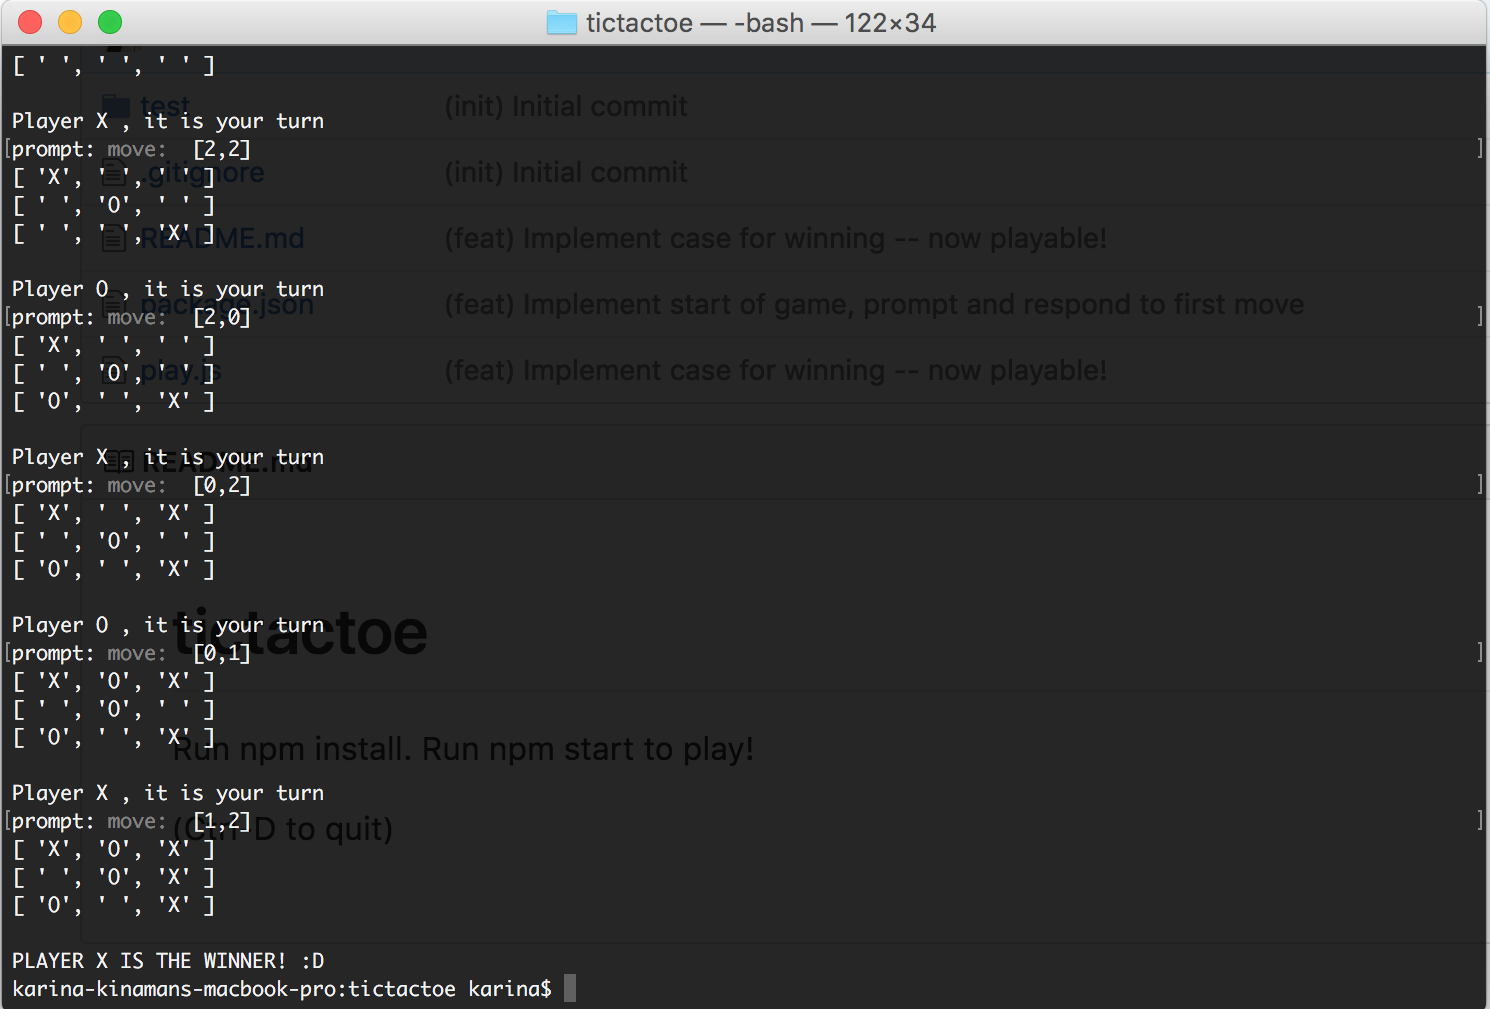 tictactoe — -bash — 122×34
[ ' ', ' ', ' ' ]
test (init) Initial commit
Player X , it is your turn
[prompt: move:  [2,2] ]
[ 'X', ' ', ' ' ]
.gitignore (init) Initial commit
[ ' ', 'O', ' ' ]
[ ' ', ' ', 'X' ]
README.md (feat) Implement case for winning -- now playable!
Player O , it is your turn
package.json (feat) Implement start of game, prompt and respond to first move
[prompt: move:  [2,0] ]
[ 'X', ' ', ' ' ]
[ ' ', 'O', ' ' ]
play.js (feat) Implement case for winning -- now playable!
[ 'O', ' ', 'X' ]
Player X , it is your turn
README.md
[prompt: move:  [0,2] ]
[ 'X', ' ', 'X' ]
[ ' ', 'O', ' ' ]
[ 'O', ' ', 'X' ]
Player O , it is your turn
tictactoe
[prompt: move:  [0,1] ]
[ 'X', 'O', 'X' ]
[ ' ', 'O', ' ' ]
[ 'O', ' ', 'X' ]
Run npm install. Run npm start to play!
Player X , it is your turn
[prompt: move:  [1,2] ]
(Ctrl D to quit)
[ 'X', 'O', 'X' ]
[ ' ', 'O', 'X' ]
[ 'O', ' ', 'X' ]
PLAYER X IS THE WINNER! :D
karina-kinamans-macbook-pro:tictactoe karina$